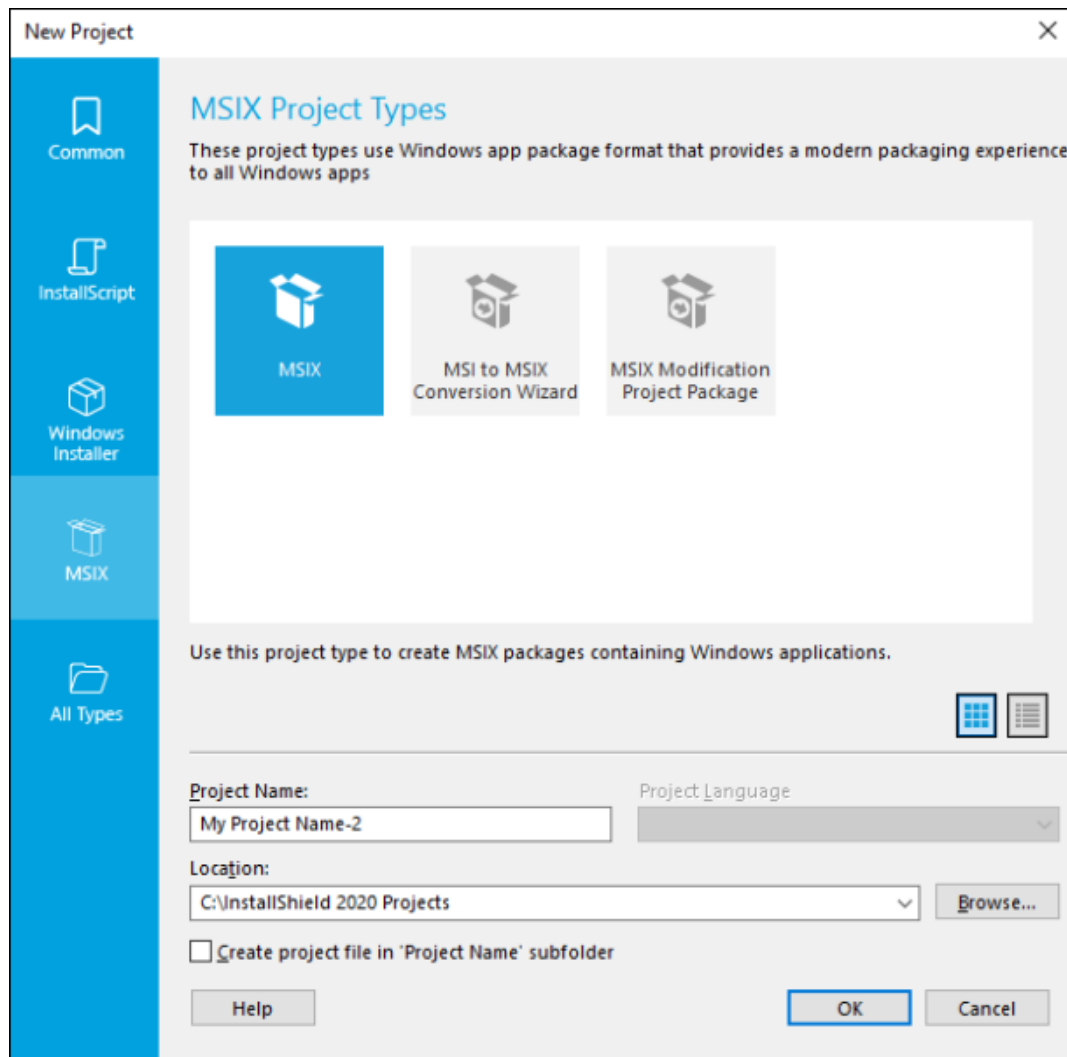 New Project
Common
InstallScript
Windows
Installer
MSIX
All Types
MSIX Project Types
These project types use Windows app package format that provides a modern packaging experience
to all Windows apps
MSIX
MSI to MSIX
Conversion Wizard
MSIX Modification
Project Package
Use this project type to create MSIX packages containing Windows applications.
Project Name:
Project Language
My Project Name-2
Location:
C:\InstallShield 2020 Projects
Browse...
Create project file in 'Project Name' subfolder
Help
OK
Cancel